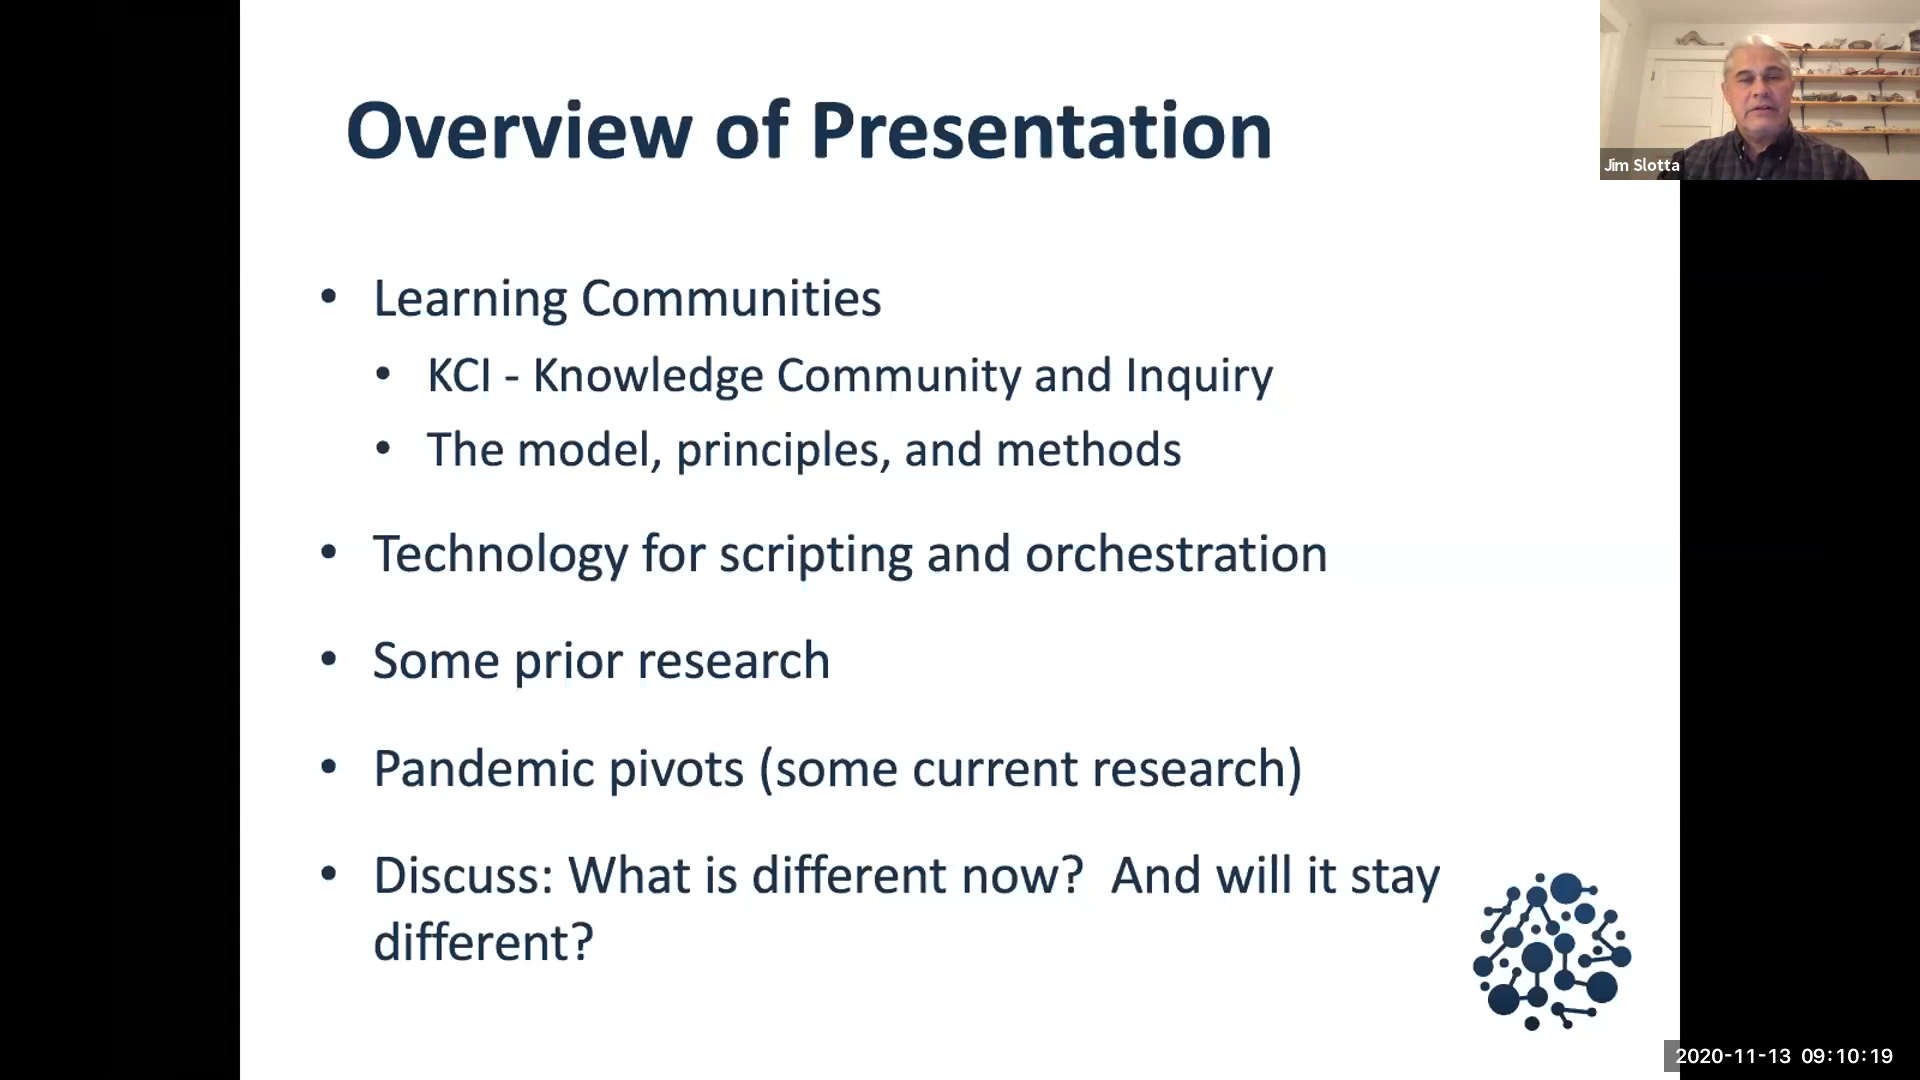 Overview of Presentation
Jim Slotta
• Learning Communities
• KCI - Knowledge Community and Inquiry
• The model, principles, and methods
• Technology for scripting and orchestration
• Some prior research
• Pandemic pivots (some current research)
• Discuss: What is different now?  And will it stay
different?
2020-11-13 09:10:19